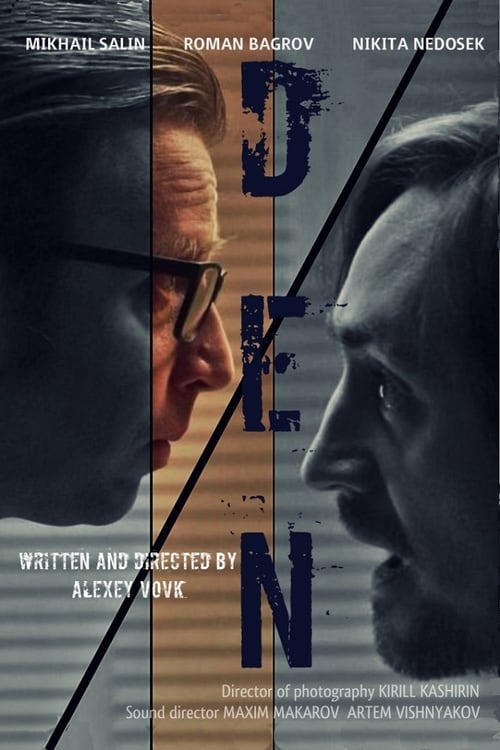 MIKHAIL SALIN ROMAN BAGROV NIKITA NEDOSEK
DEN
WRITTEN AND DIRECTED BY
ALEXEY VOVK
Director of photography KIRILL KASHIRIN
Sound director MAXIM MAKAROV ARTEM VISHNYAKOV